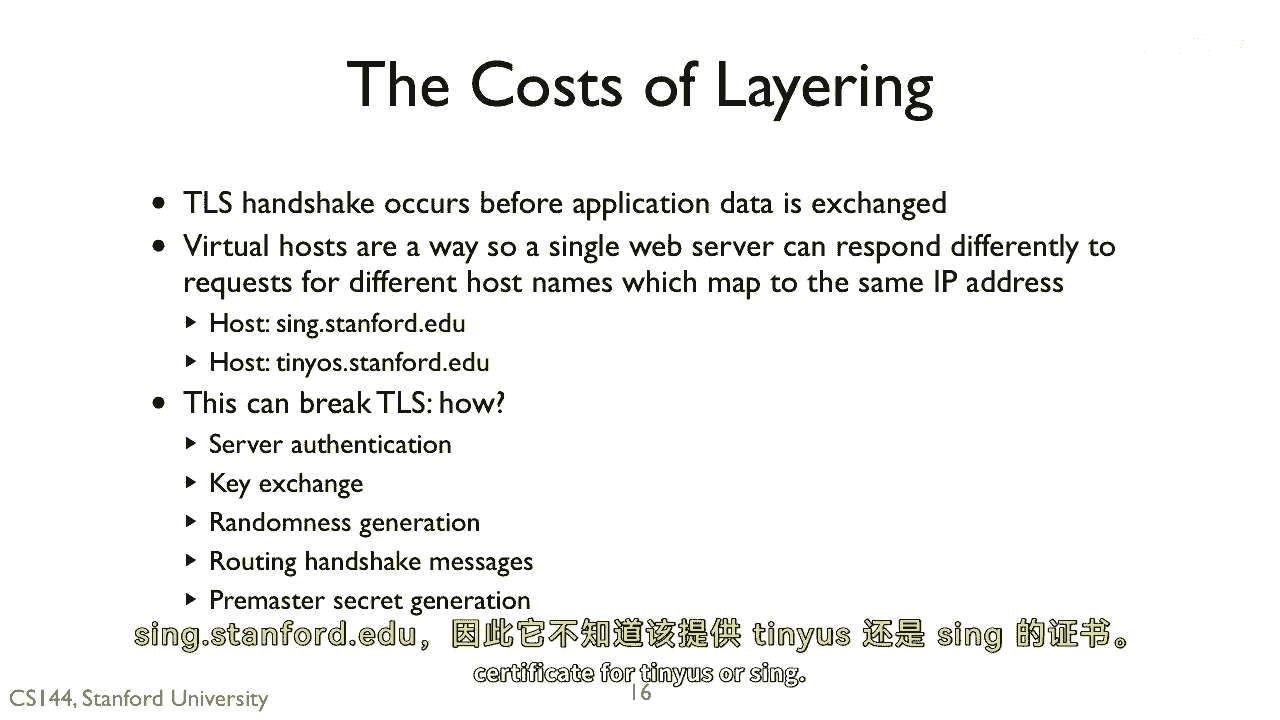 The Costs of Layering
• TLS handshake occurs before application data is exchanged
• Virtual hosts are a way so a single web server can respond differently to
requests for different host names which map to the same IP address
‣ Host: sing.stanford.edu
‣ Host: tinyos.stanford.edu
• This can break TLS: how?
‣ Server authentication
‣ Key exchange
‣ Randomness generation
‣ Routing handshake messages
‣ Premaster secret generation
sing.stanford.edu，因此它不知道该提供 tinyus 还是 sing 的证书。
certificate for tinyus or sing.
CS144, Stanford University
16